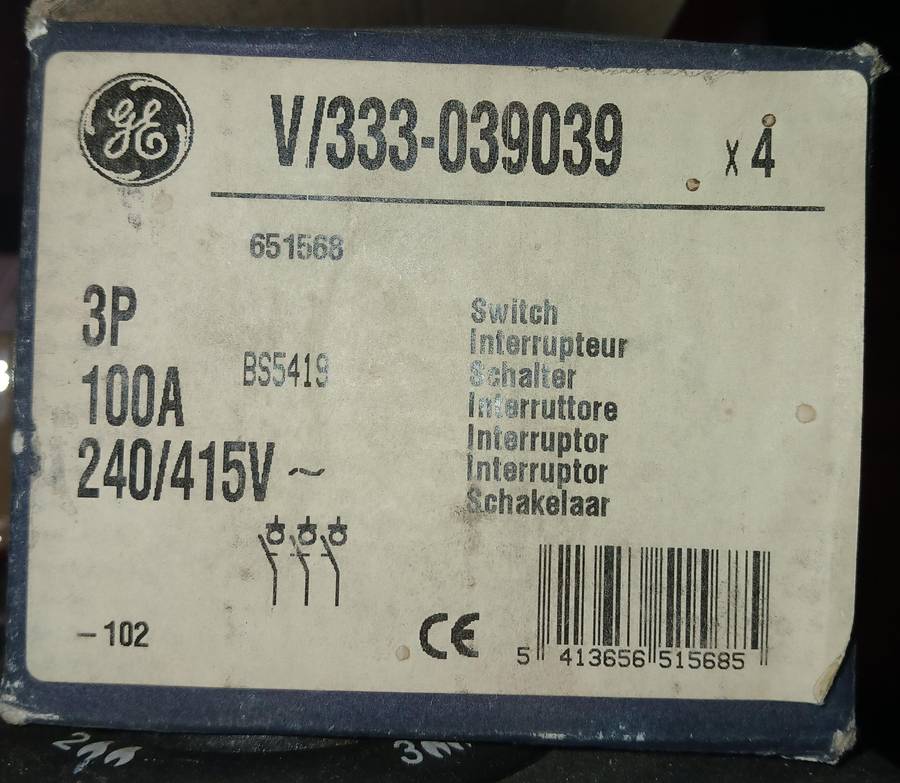 GE
V/333-039039 x 4
651568
3P
100A
BS5419
240/415V ~
Switch
Interrupteur
Schalter
Interruttore
Interruptor
Interruptor
Schakelaar
-102
CE
5 413656 515685